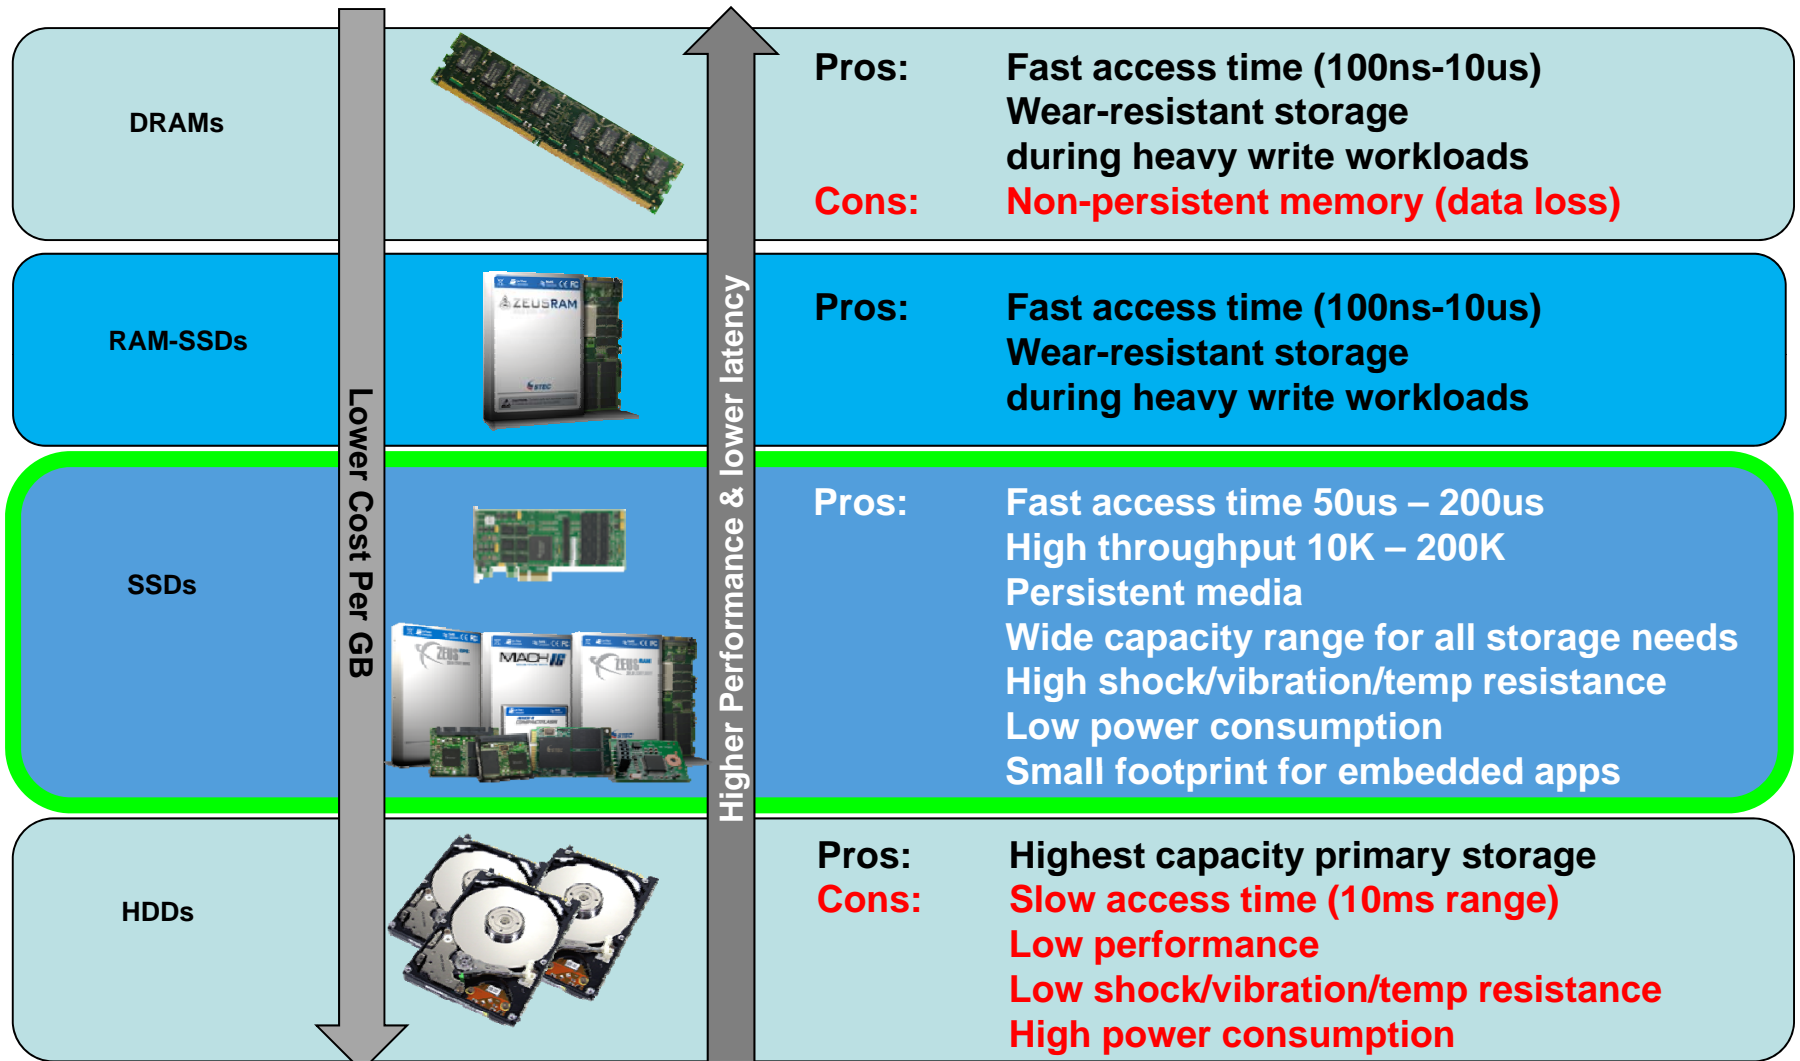 DRAMs
Pros: Fast access time (100ns-10us)
Wear-resistant storage
during heavy write workloads
Cons: Non-persistent memory (data loss)
RAM-SSDs
ZEUSRAM
STEC
Pros: Fast access time (100ns-10us)
Wear-resistant storage
during heavy write workloads
Lower Cost Per GB
Higher Performance & lower latency
SSDs
ZEUS
MACH16
ZEUS
Pros: Fast access time 50us – 200us
High throughput 10K – 200K
Persistent media
Wide capacity range for all storage needs
High shock/vibration/temp resistance
Low power consumption
Small footprint for embedded apps
HDDs
Pros: Highest capacity primary storage
Cons: Slow access time (10ms range)
Low performance
Low shock/vibration/temp resistance
High power consumption